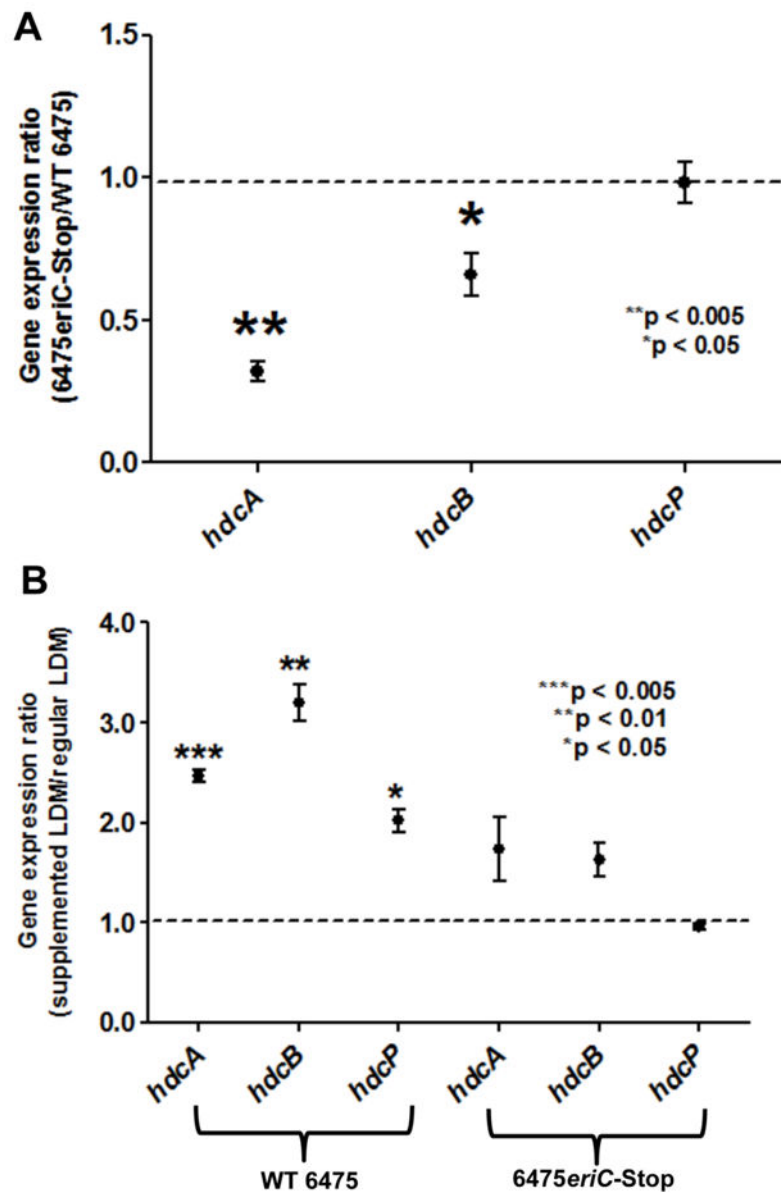 A
Gene expression ratio
(6475eriC-Stop/WT 6475)
1.5
1.0
0.5
0.0
**
*
**p < 0.005
*p < 0.05
hdcA
hdcB
hdcP
B
Gene expression ratio
(supplemented LDM/regular LDM)
4.0
3.0
2.0
1.0
0.0
***
**
*
***p < 0.005
**p < 0.01
*p < 0.05
hdcA
hdcB
hdcP
hdcA
hdcB
hdcP
WT 6475
6475eriC-Stop